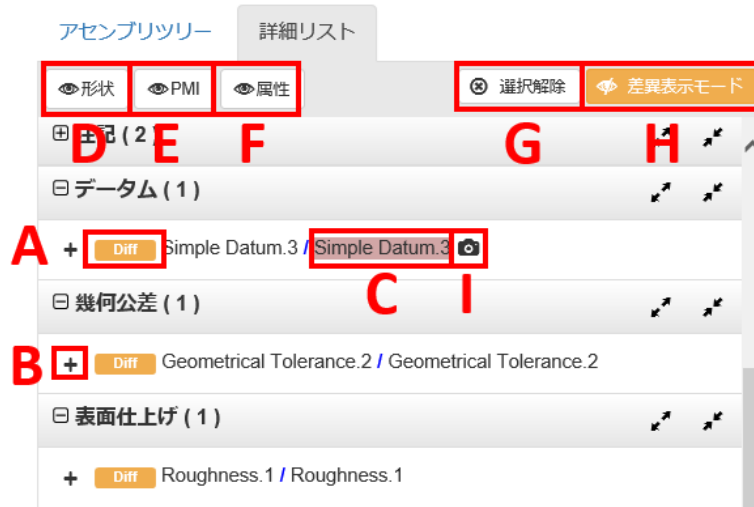 アセンブリツリー 詳細リスト
形状 PMI 属性 選択解除 差異表示モード
D E F G H
注記 ( 2 )
データム ( 1 )
A Diff Simple Datum.3 / Simple Datum.3
C I
幾何公差 ( 1 )
B + Diff Geometrical Tolerance.2 / Geometrical Tolerance.2
表面仕上げ ( 1 )
+ Diff Roughness.1 / Roughness.1